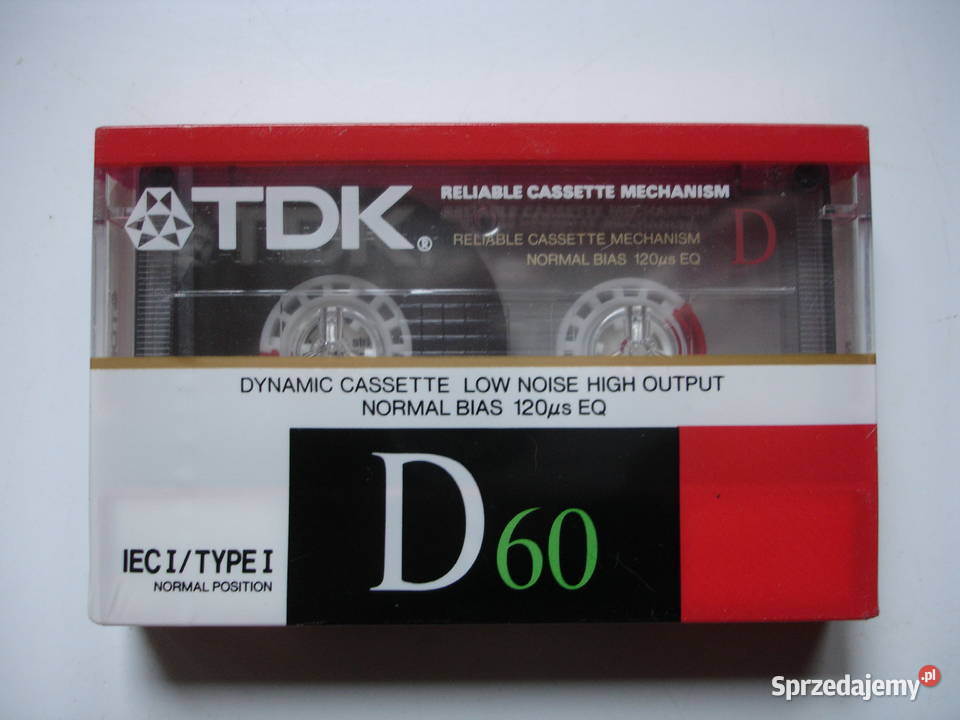 TDK®
RELIABLE CASSETTE MECHANISM
RELIABLE CASSETTE MECHANISM
NORMAL BIAS 120µs EQ
D
DYNAMIC CASSETTE LOW NOISE HIGH OUTPUT
NORMAL BIAS 120µs EQ
IEC I/TYPE I
NORMAL POSITION
D60
Sprzedajemy.pl